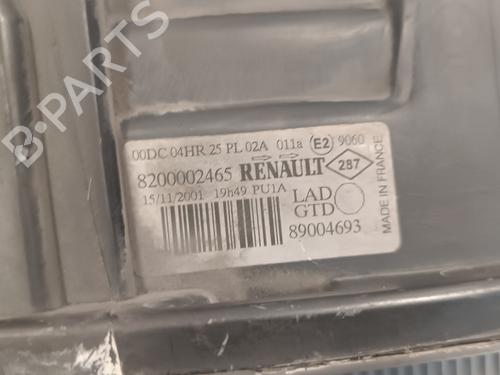 B-PARTS
00DC 04HR 25 PL 02A 011a E2 9060
8200002465 RENAULT 287
15/11/2001 19h49 PU1A LAD
GTD
89004693
MADE IN FRANCE